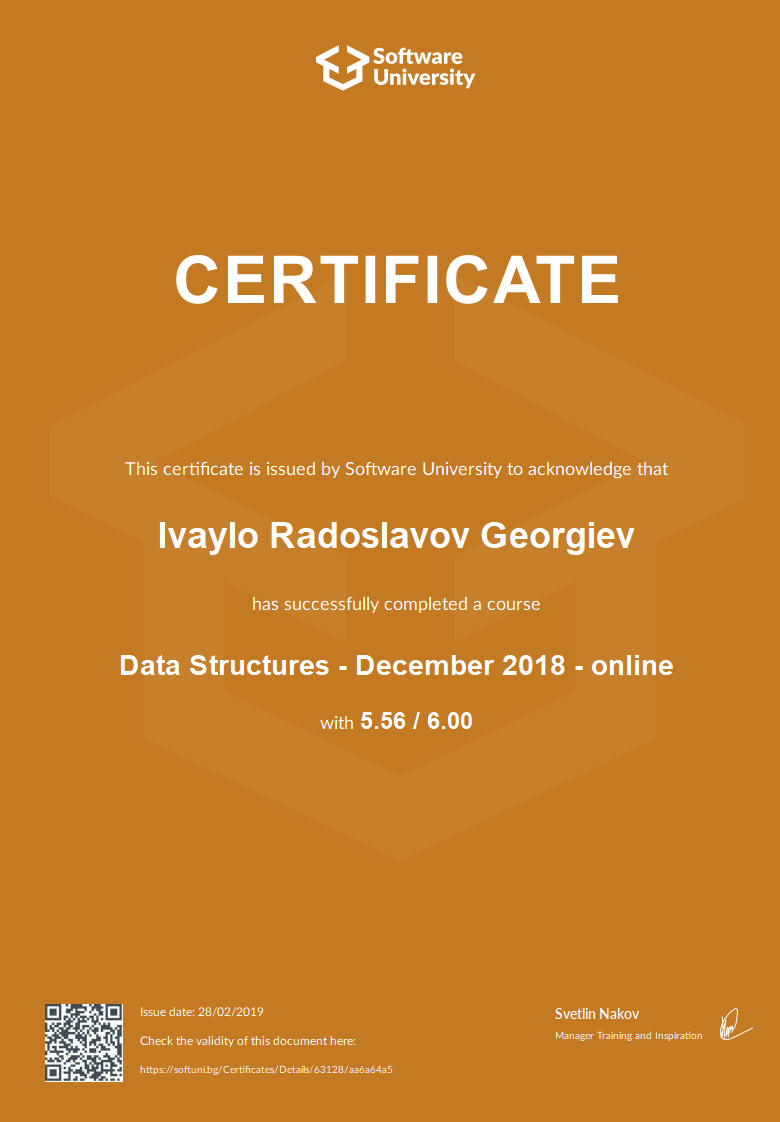 Software
University
CERTIFICATE
This certificate is issued by Software University to acknowledge that
Ivaylo Radoslavov Georgiev
has successfully completed a course
Data Structures - December 2018 - online
with 5.56 / 6.00
Issue date: 28/02/2019
Check the validity of this document here:
https://softuni.bg/Certificates/Details/63128/aa6a64a5
Svetlin Nakov
Manager Training and Inspiration